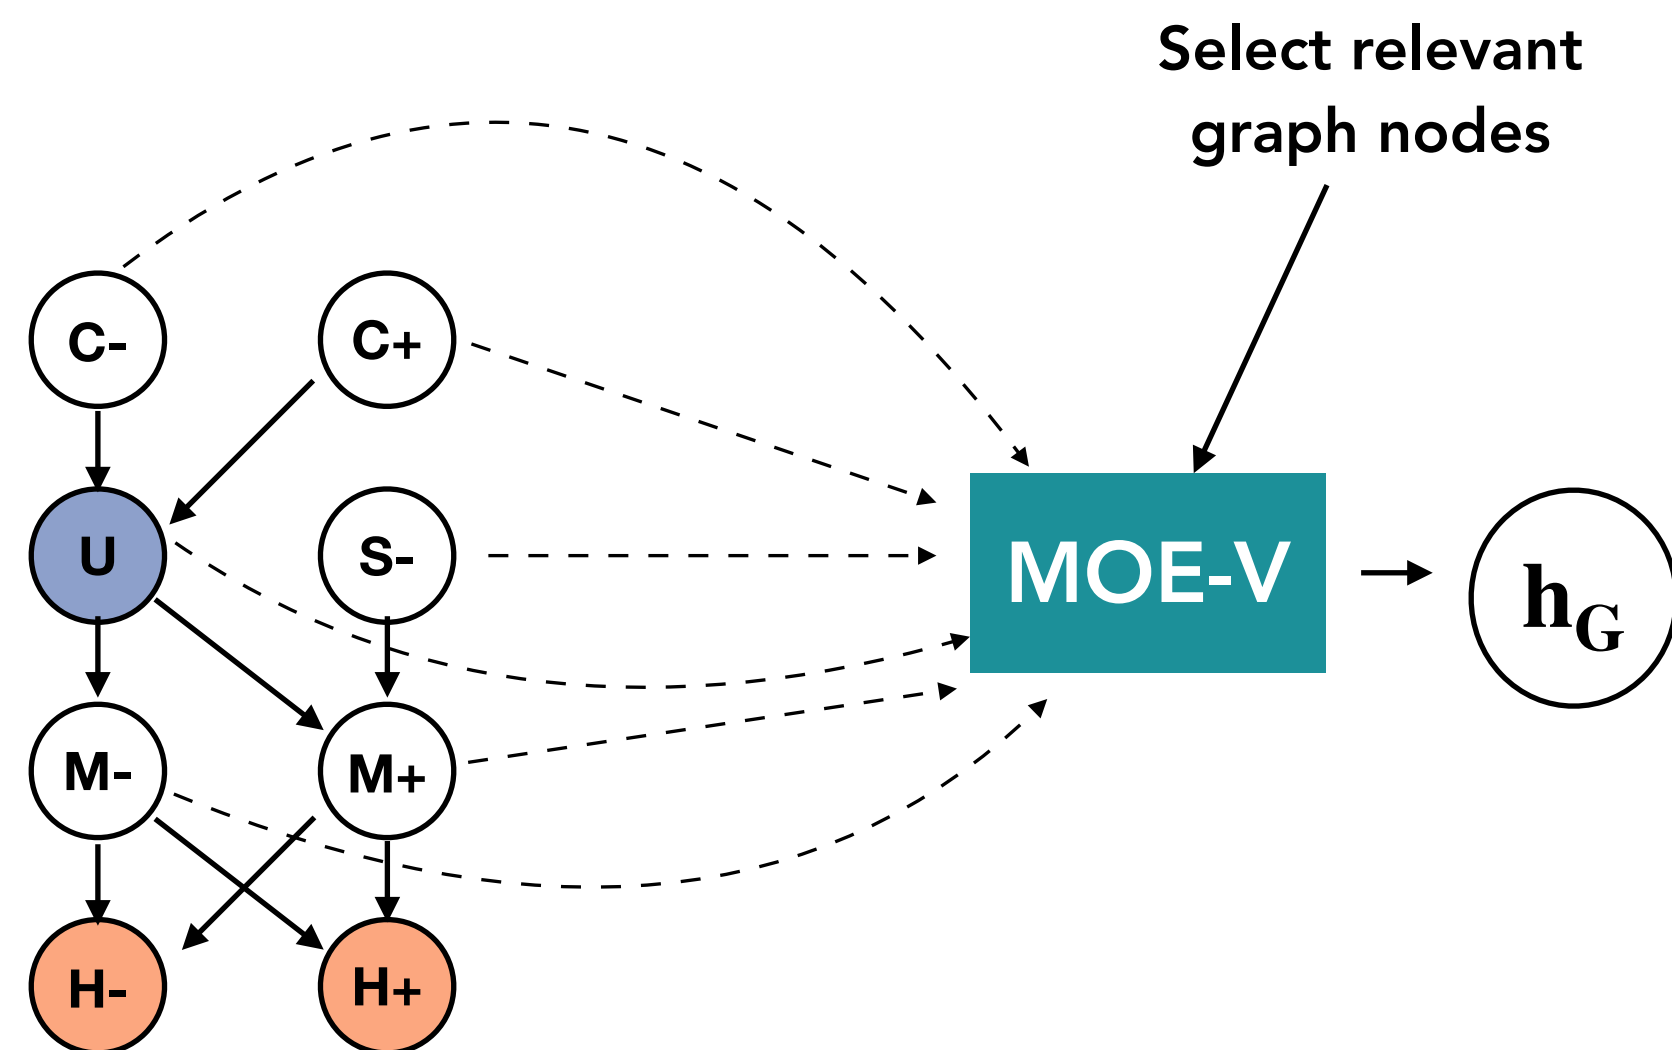 Select relevant
graph nodes
C-
C+
U
S-
MOE-V
hG
M-
M+
H-
H+